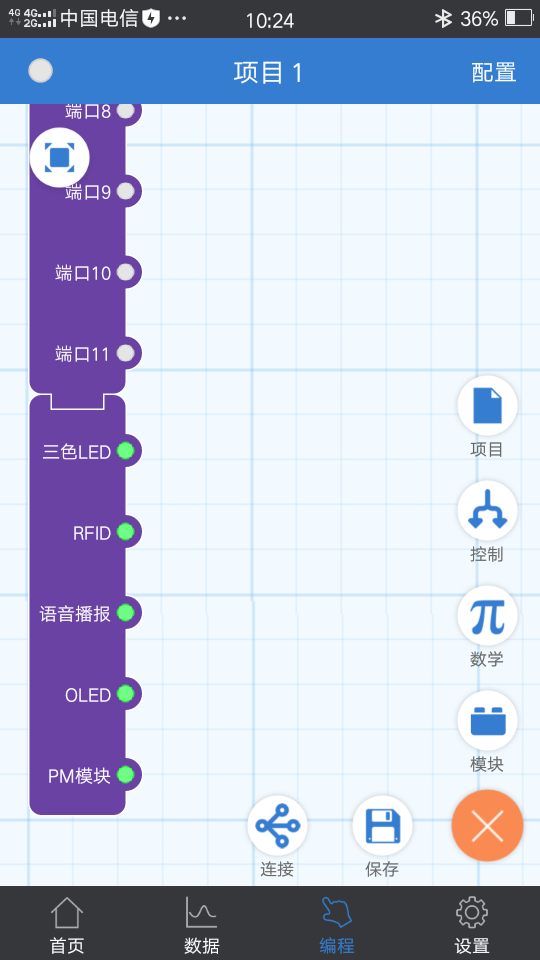 4G 4G 2G 中国电信 ••• 10:24 36%
项目 1 配置
端口8
端口9
端口10
端口11
三色LED
项目
RFID
控制
语音播报
数学
OLED
模块
PM模块
连接 保存
首页 数据 编程 设置